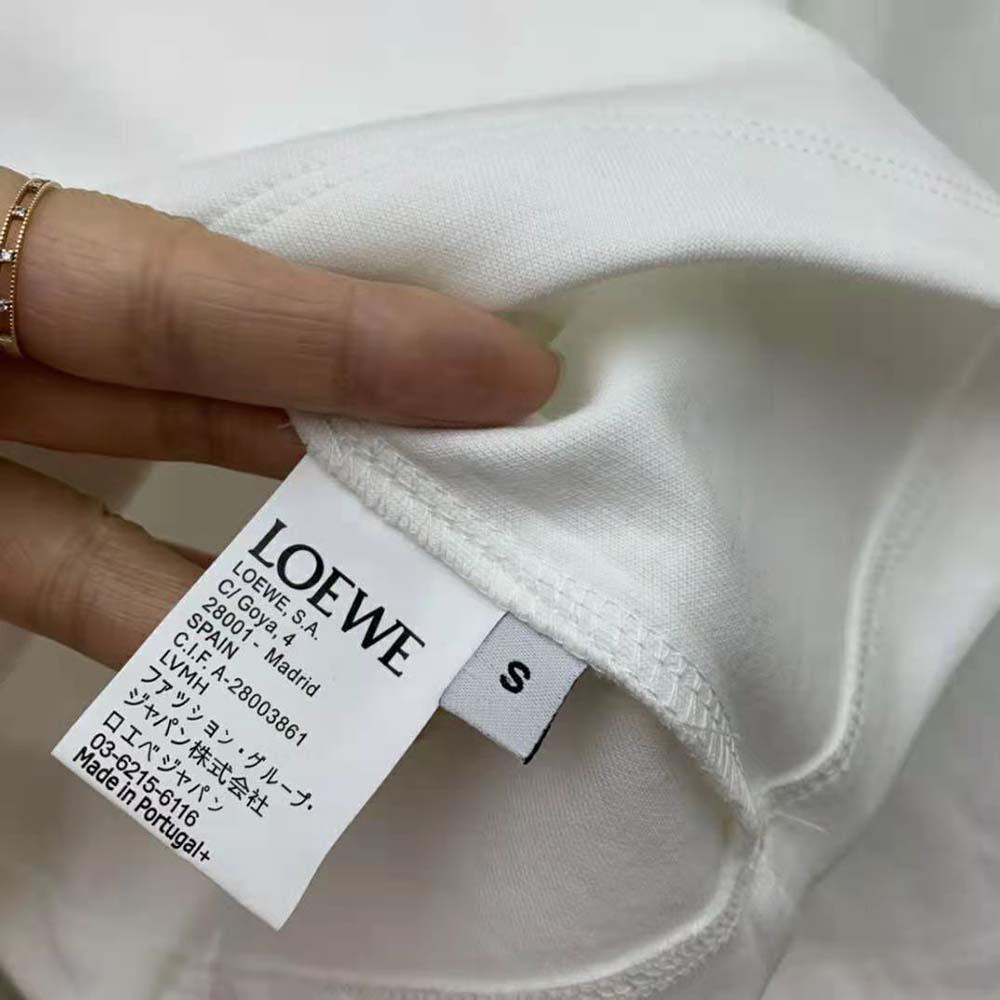 LOEWE
LOEWE, S.A.
C/Goya, 4
28001 - Madrid
SPAIN
C.I.F. A-28003861
LVMH
ファッション・グループ・
ジャパン株式会社
ロエベジャパン
03-6215-6116
Made in Portugal+
S